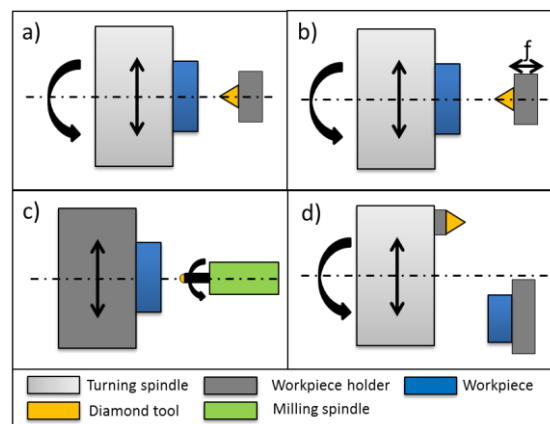 a)
b)
f
c)
d)
Turning spindle
Workpiece holder
Workpiece
Diamond tool
Milling spindle